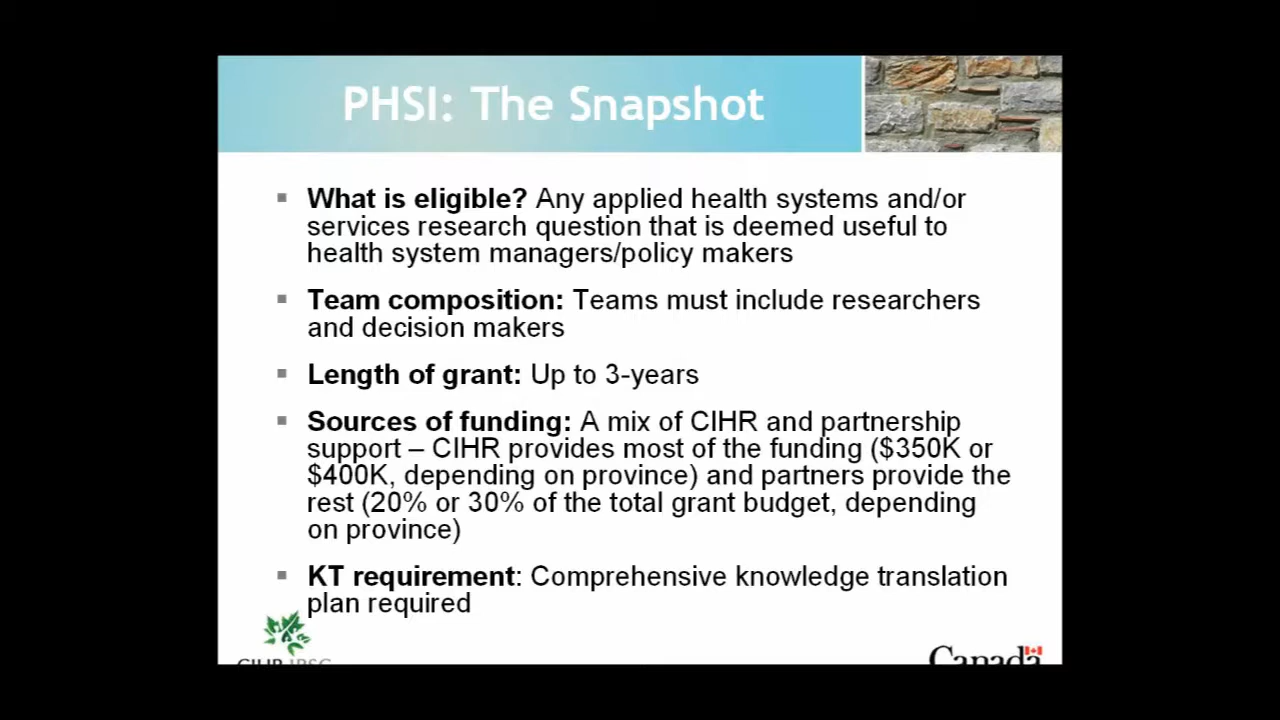 PHSI: The Snapshot
▪ What is eligible? Any applied health systems and/or
services research question that is deemed useful to
health system managers/policy makers
▪ Team composition: Teams must include researchers
and decision makers
▪ Length of grant: Up to 3-years
▪ Sources of funding: A mix of CIHR and partnership
support – CIHR provides most of the funding ($350K or
$400K, depending on province) and partners provide the
rest (20% or 30% of the total grant budget, depending
on province)
▪ KT requirement: Comprehensive knowledge translation
plan required
CIHR IRSC
Canada